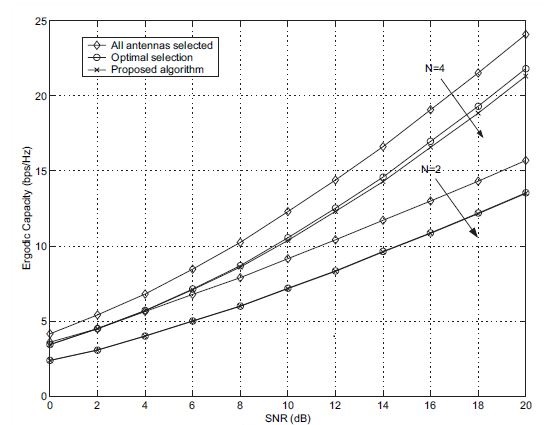 25
All antennas selected
Optimal selection
Proposed algorithm
N=4
20
15
N=2
Ergodic Capacity (bps/Hz)
10
5
0
0 2 4 6 8 10 12 14 16 18 20
SNR (dB)